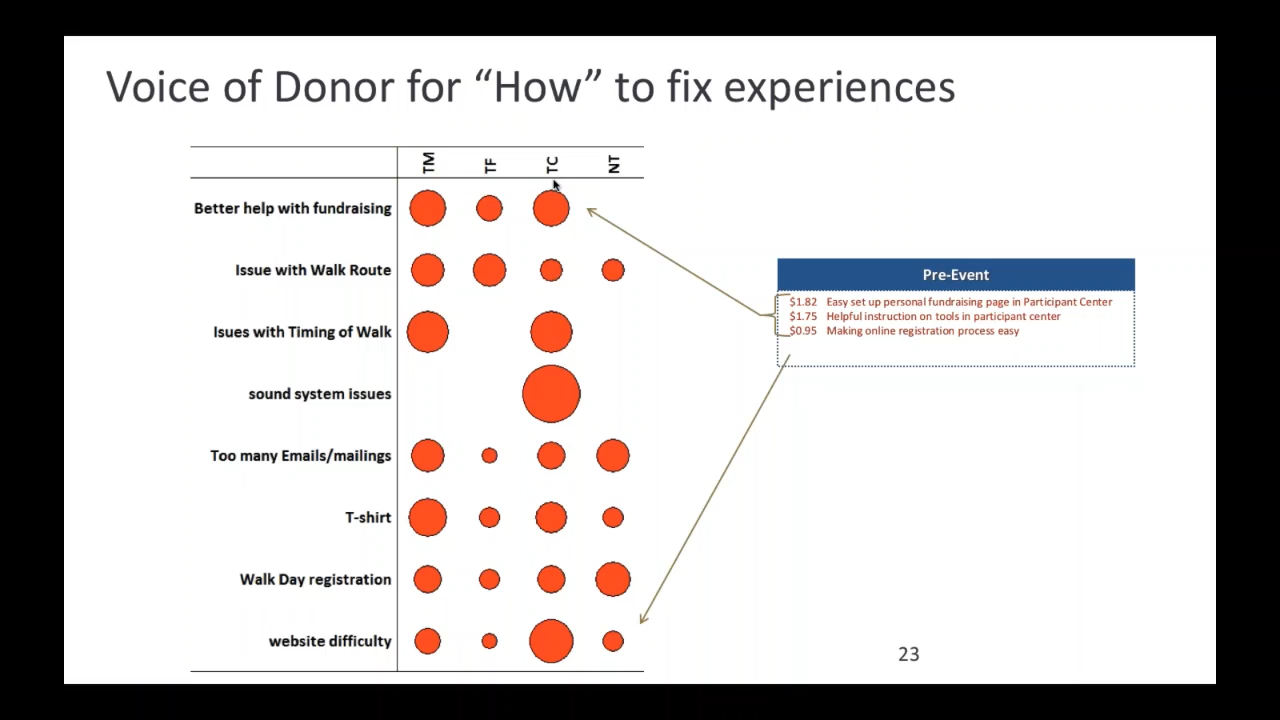 Voice of Donor for “How” to fix experiences
TM TF TC NT
Better help with fundraising
Issue with Walk Route
Isues with Timing of Walk
sound system issues
Too many Emails/mailings
T-shirt
Walk Day registration
website difficulty
Pre-Event
$1.82 Easy set up personal fundraising page in Participant Center
$1.75 Helpful instruction on tools in participant center
$0.95 Making online registration process easy
23